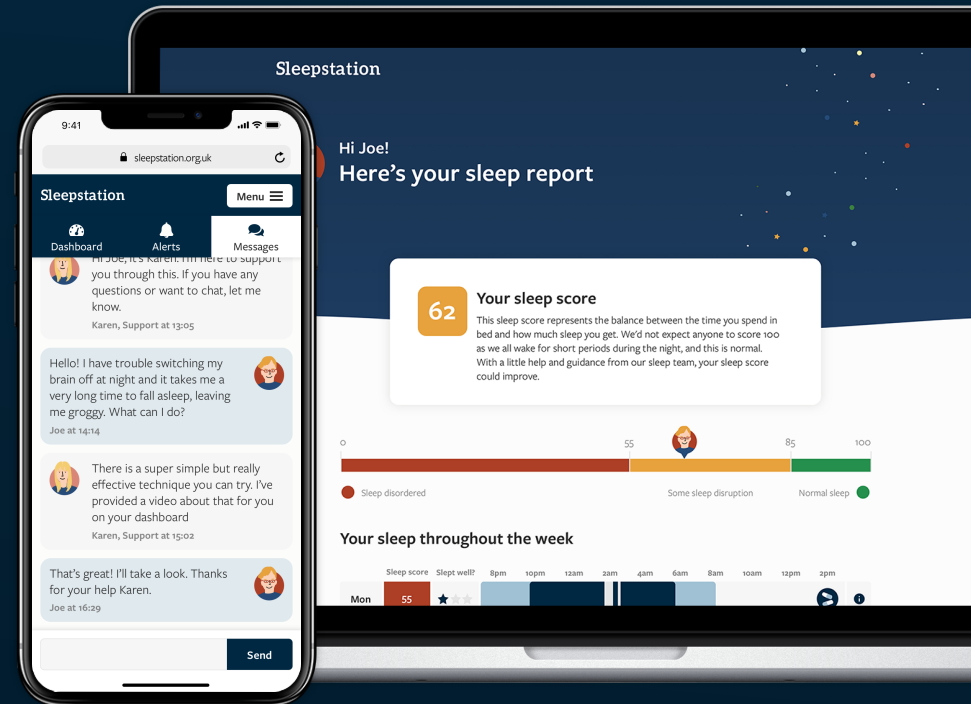 9:41
sleepstation.org.uk
Sleepstation
Menu
Dashboard
Alerts
Messages
Hi Joe, it's Karen. I'm here to support
you through this. If you have any
questions or want to chat, let me
know.
Karen, Support at 13:05
Hello! I have trouble switching my
brain off at night and it takes me a
very long time to fall asleep, leaving
me groggy. What can I do?
Joe at 14:14
There is a super simple but really
effective technique you can try. I've
provided a video about that for you
on your dashboard
Karen, Support at 15:02
That's great! I'll take a look. Thanks
for your help Karen.
Joe at 16:29
Send
Sleepstation
Hi Joe!
Here's your sleep report
62
Your sleep score
This sleep score represents the balance between the time you spend in
bed and how much sleep you get. We'd not expect anyone to score 100
as we all wake for short periods during the night, and this is normal.
With a little help and guidance from our sleep team, your sleep score
could improve.
0 55 85 100
Sleep disordered Some sleep disruption Normal sleep
Your sleep throughout the week
Sleep score Slept well? 8pm 10pm 12am 2am 4am 6am 8am 10am 12pm 2pm
Mon 55